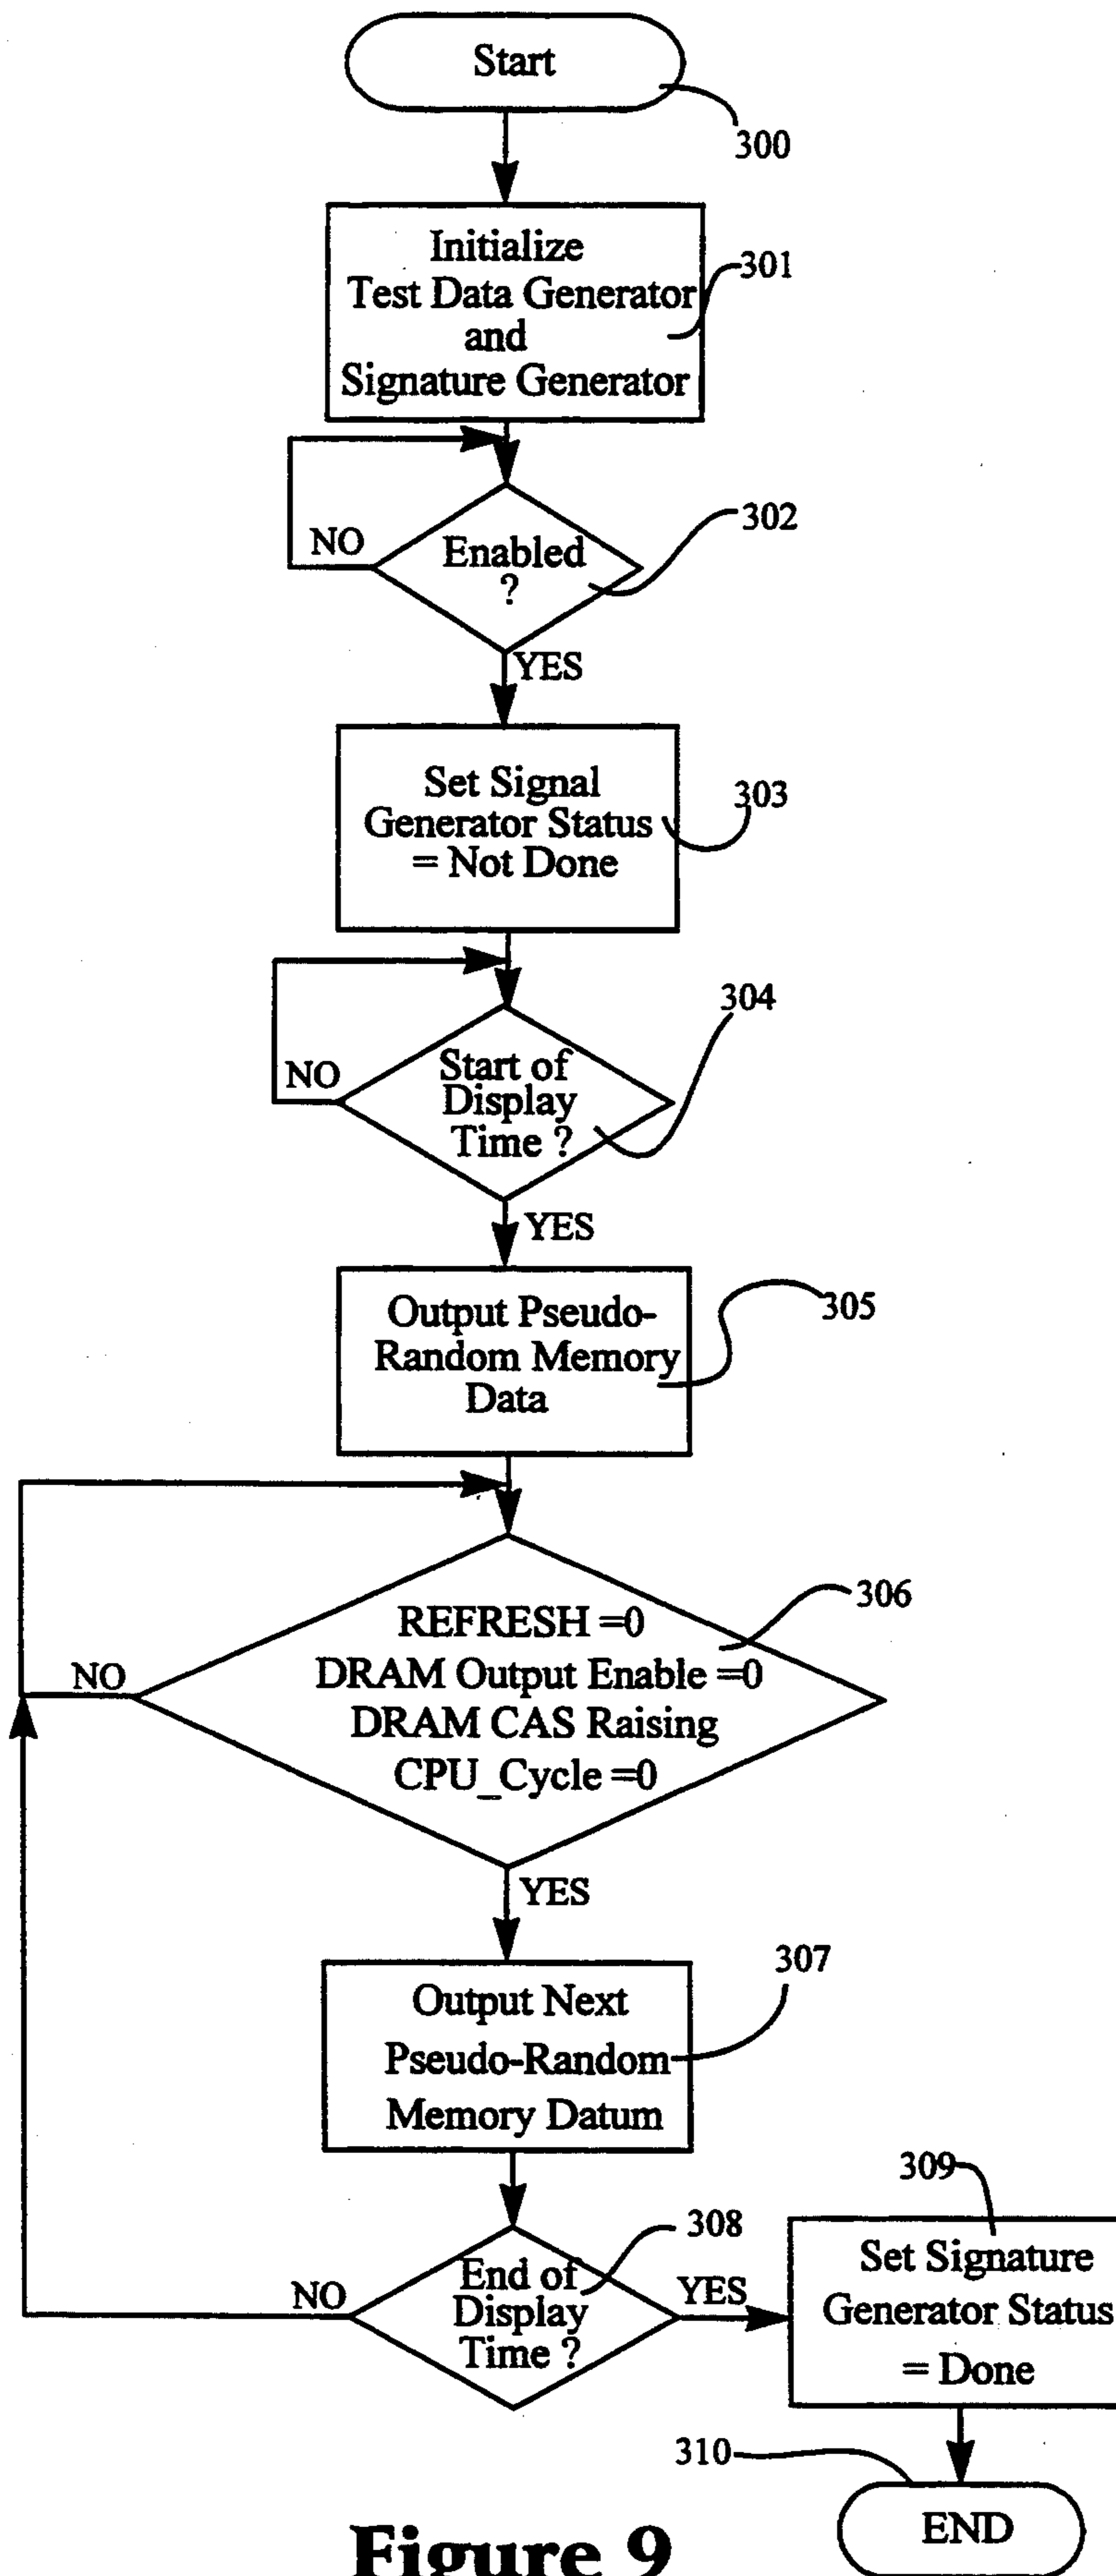 Start
300
Initialize
Test Data Generator
and
Signature Generator
301
NO
Enabled
?
302
YES
Set Signal
Generator Status
= Not Done
303
NO
Start of
Display
Time ?
304
YES
Output Pseudo-
Random Memory
Data
305
NO
REFRESH =0
DRAM Output Enable =0
DRAM CAS Raising
CPU_Cycle =0
306
YES
Output Next
Pseudo-Random
Memory Datum
307
NO
End of
Display
Time ?
308
YES
309
Set Signature
Generator Status
= Done
310
END
Figure 9